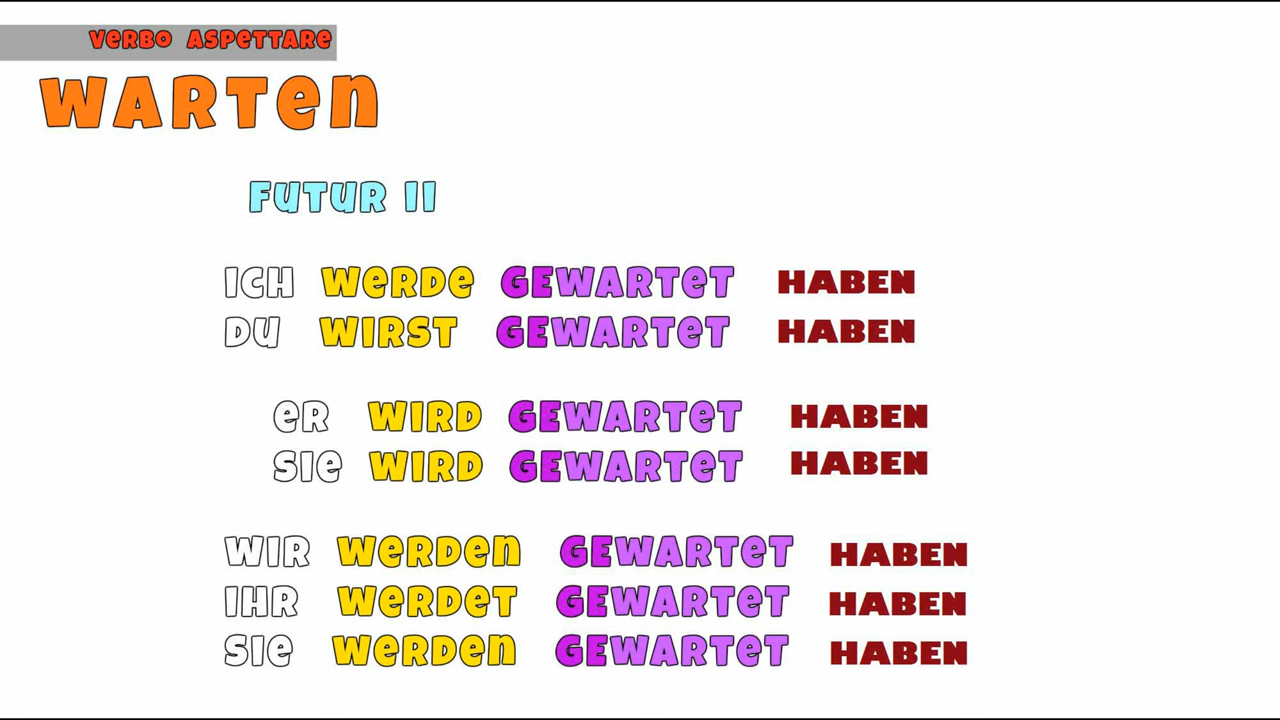 VERBO ASPETTARE
WARTEN
FUTUR II
ICH WERDE GEWARTET HABEN
DU WIRST GEWARTET HABEN
ER WIRD GEWARTET HABEN
SIE WIRD GEWARTET HABEN
WIR WERDEN GEWARTET HABEN
IHR WERDET GEWARTET HABEN
SIE WERDEN GEWARTET HABEN